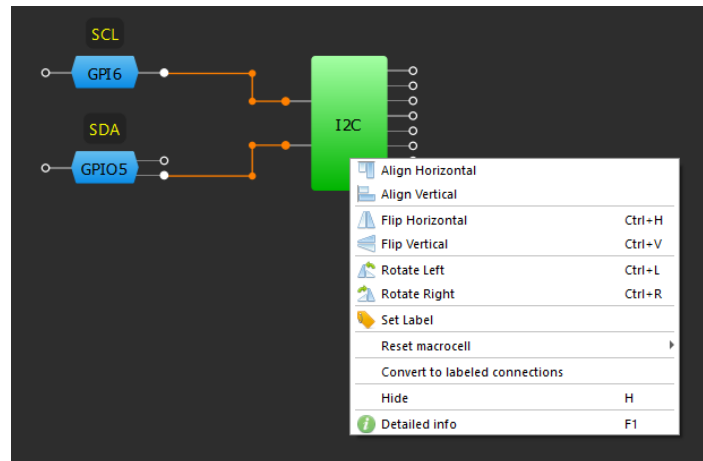 SCL
GPI6
SDA
I2C
GPIO5
Align Horizontal
Align Vertical
Flip Horizontal Ctrl+H
Flip Vertical Ctrl+V
Rotate Left Ctrl+L
Rotate Right Ctrl+R
Set Label
Reset macrocell
Convert to labeled connections
Hide H
Detailed info F1